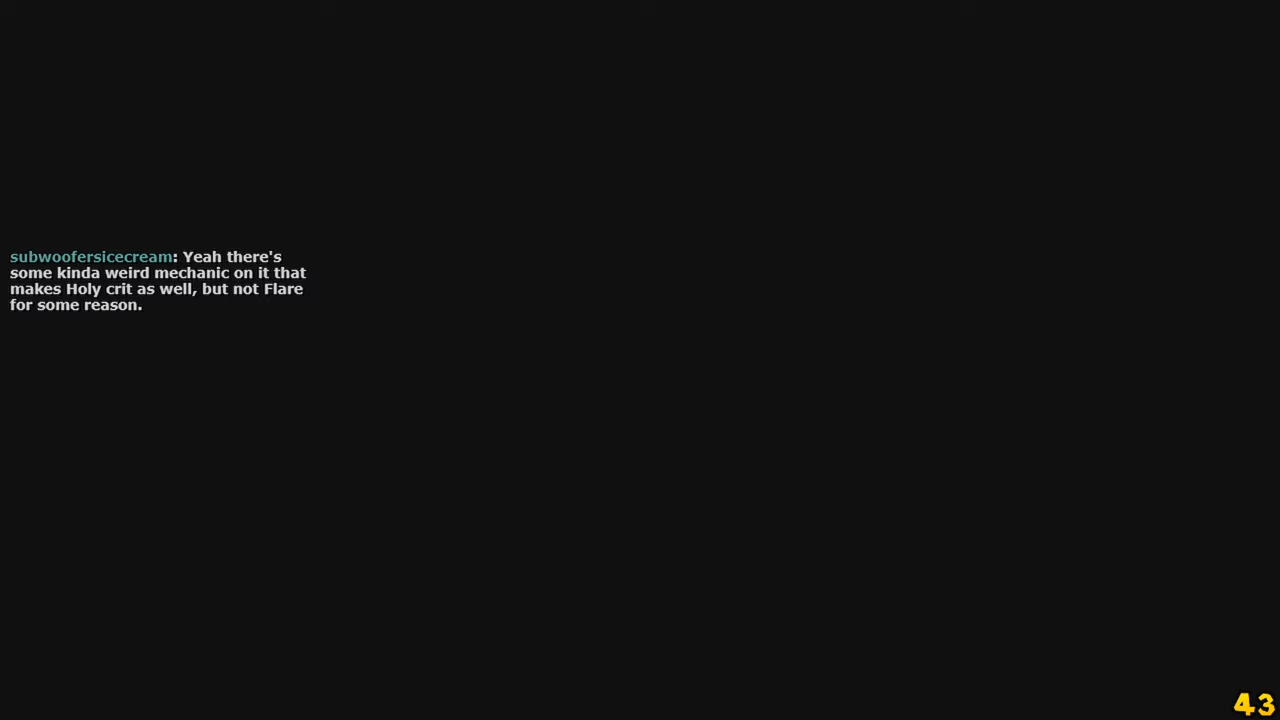 subwoofersicecream: Yeah there's
some kinda weird mechanic on it that
makes Holy crit as well, but not Flare
for some reason.
43